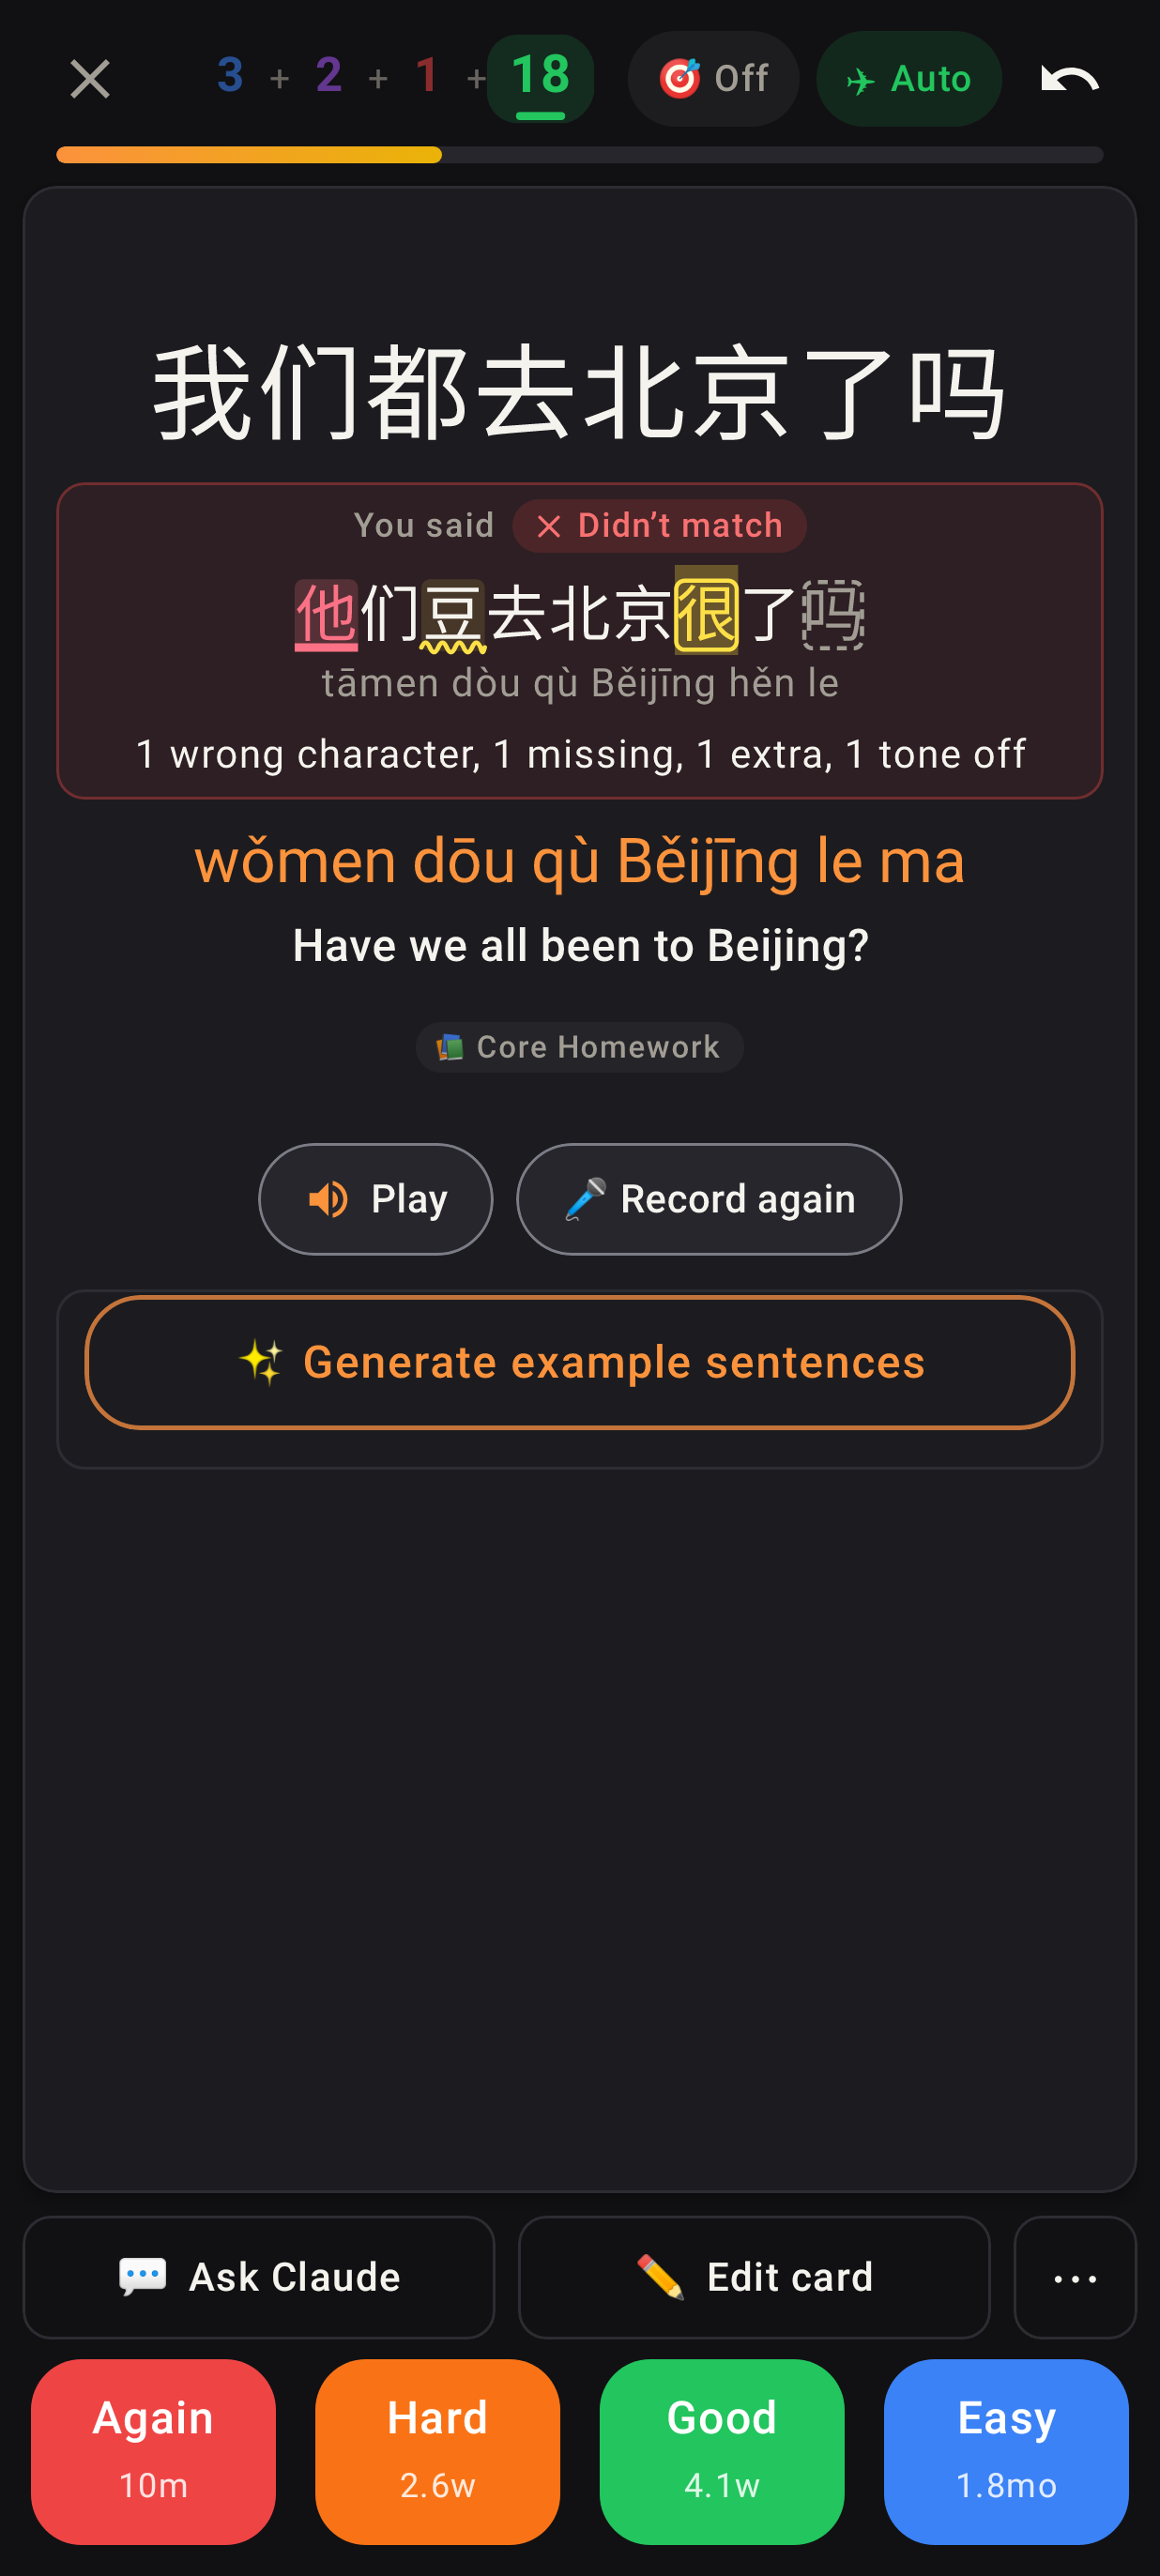 3 + 2 + 1 + 18 Off Auto
我们都去北京了吗
You said Didn’t match
他们豆去北京很了吗
tāmen dòu qù Běijīng hěn le
1 wrong character, 1 missing, 1 extra, 1 tone off
wǒmen dōu qù Běijīng le ma
Have we all been to Beijing?
Core Homework
Play Record again
Generate example sentences
Ask Claude Edit card
Again Hard Good Easy
10m 2.6w 4.1w 1.8mo